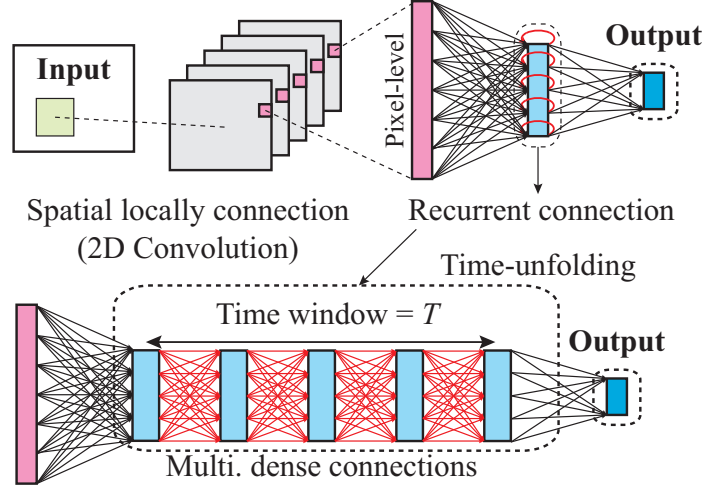 Input
Pixel-level
Output
Spatial locally connection
(2D Convolution)
Recurrent connection
Time-unfolding
Time window = T
Output
Multi. dense connections